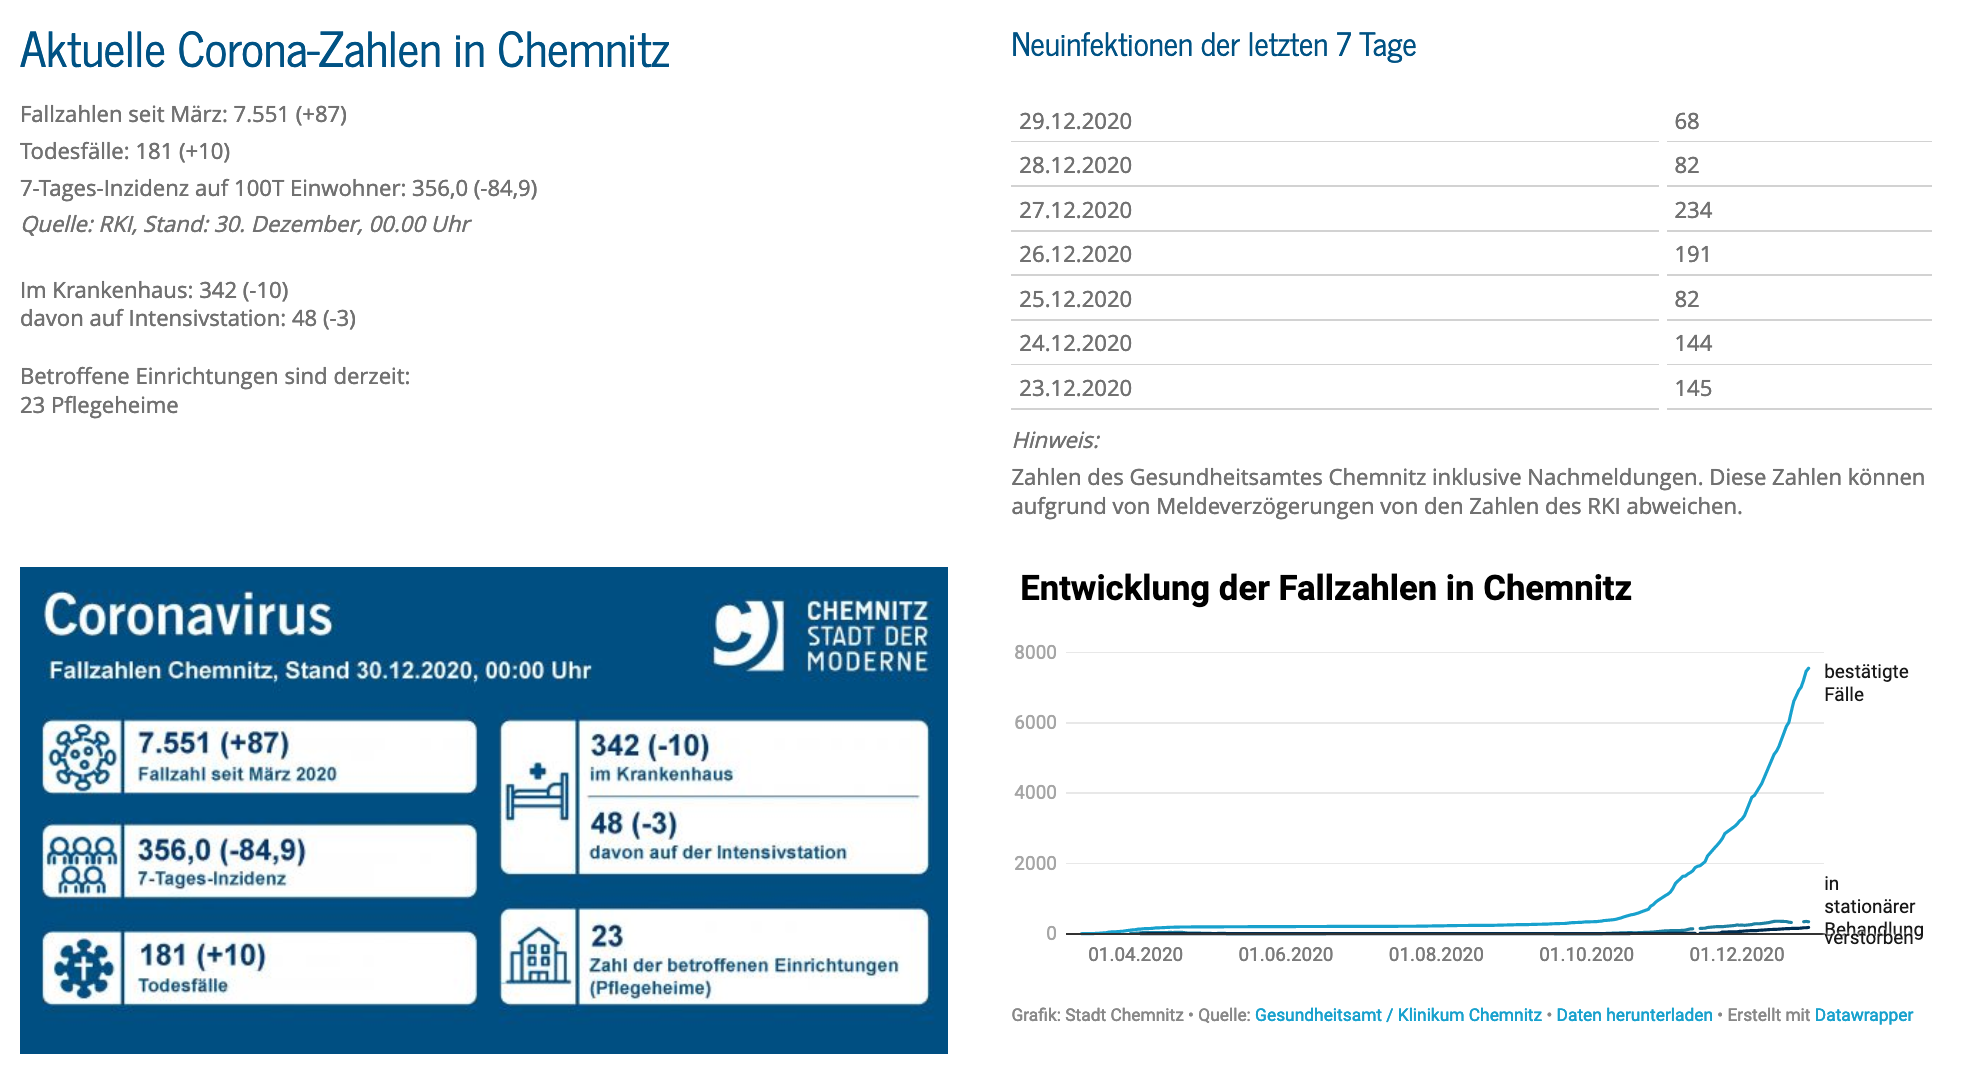 Aktuelle Corona-Zahlen in Chemnitz
Fallzahlen seit März: 7.551 (+87)
Todesfälle: 181 (+10)
7-Tages-Inzidenz auf 100T Einwohner: 356,0 (-84,9)
Quelle: RKI, Stand: 30. Dezember, 00.00 Uhr
Im Krankenhaus: 342 (-10)
davon auf Intensivstation: 48 (-3)
Betroffene Einrichtungen sind derzeit:
23 Pflegeheime
Neuinfektionen der letzten 7 Tage
29.12.2020 68
28.12.2020 82
27.12.2020 234
26.12.2020 191
25.12.2020 82
24.12.2020 144
23.12.2020 145
Hinweis:
Zahlen des Gesundheitsamtes Chemnitz inklusive Nachmeldungen. Diese Zahlen können
aufgrund von Meldeverzögerungen von den Zahlen des RKI abweichen.
Coronavirus
Fallzahlen Chemnitz, Stand 30.12.2020, 00:00 Uhr
CHEMNITZ
STADT DER
MODERNE
7.551 (+87)
Fallzahl seit März 2020
356,0 (-84,9)
7-Tages-Inzidenz
181 (+10)
Todesfälle
342 (-10)
im Krankenhaus
48 (-3)
davon auf der Intensivstation
23
Zahl der betroffenen Einrichtungen
(Pflegeheime)
Entwicklung der Fallzahlen in Chemnitz
8000
6000
4000
2000
0
bestätigte
Fälle
in
stationärer
Behandlung
verstorben
01.04.2020 01.06.2020 01.08.2020 01.10.2020 01.12.2020
Grafik: Stadt Chemnitz • Quelle: Gesundheitsamt / Klinikum Chemnitz • Daten herunterladen • Erstellt mit Datawrapper